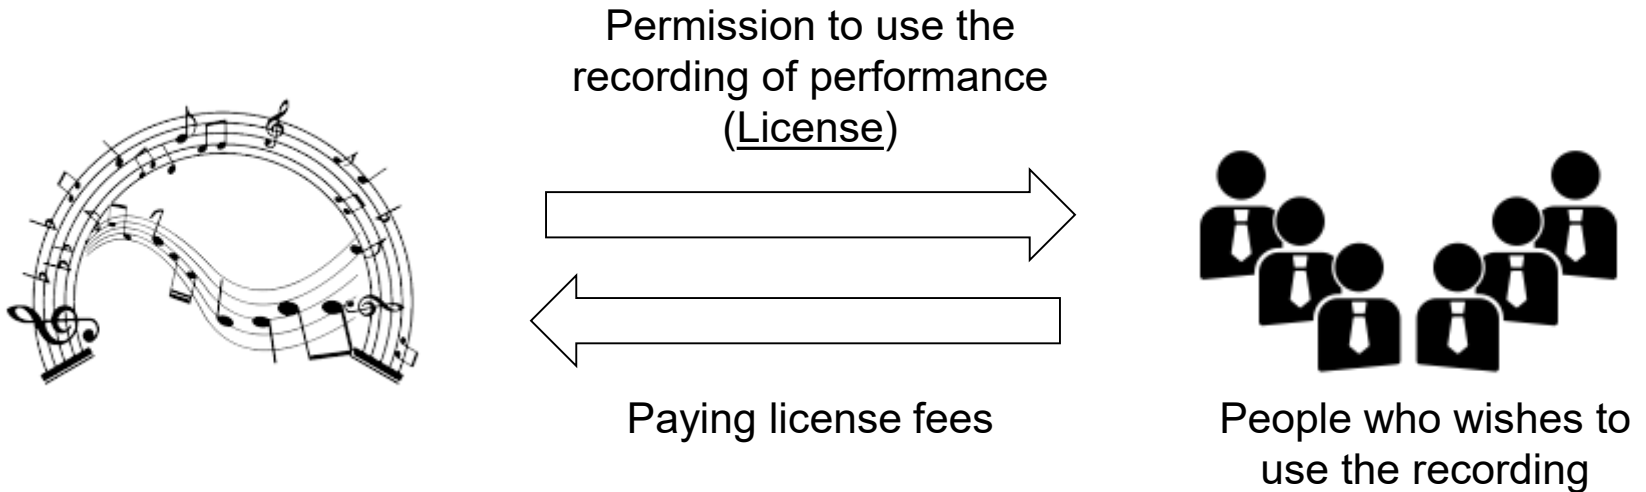 Permission to use the
recording of performance
(License)
Paying license fees
People who wishes to
use the recording